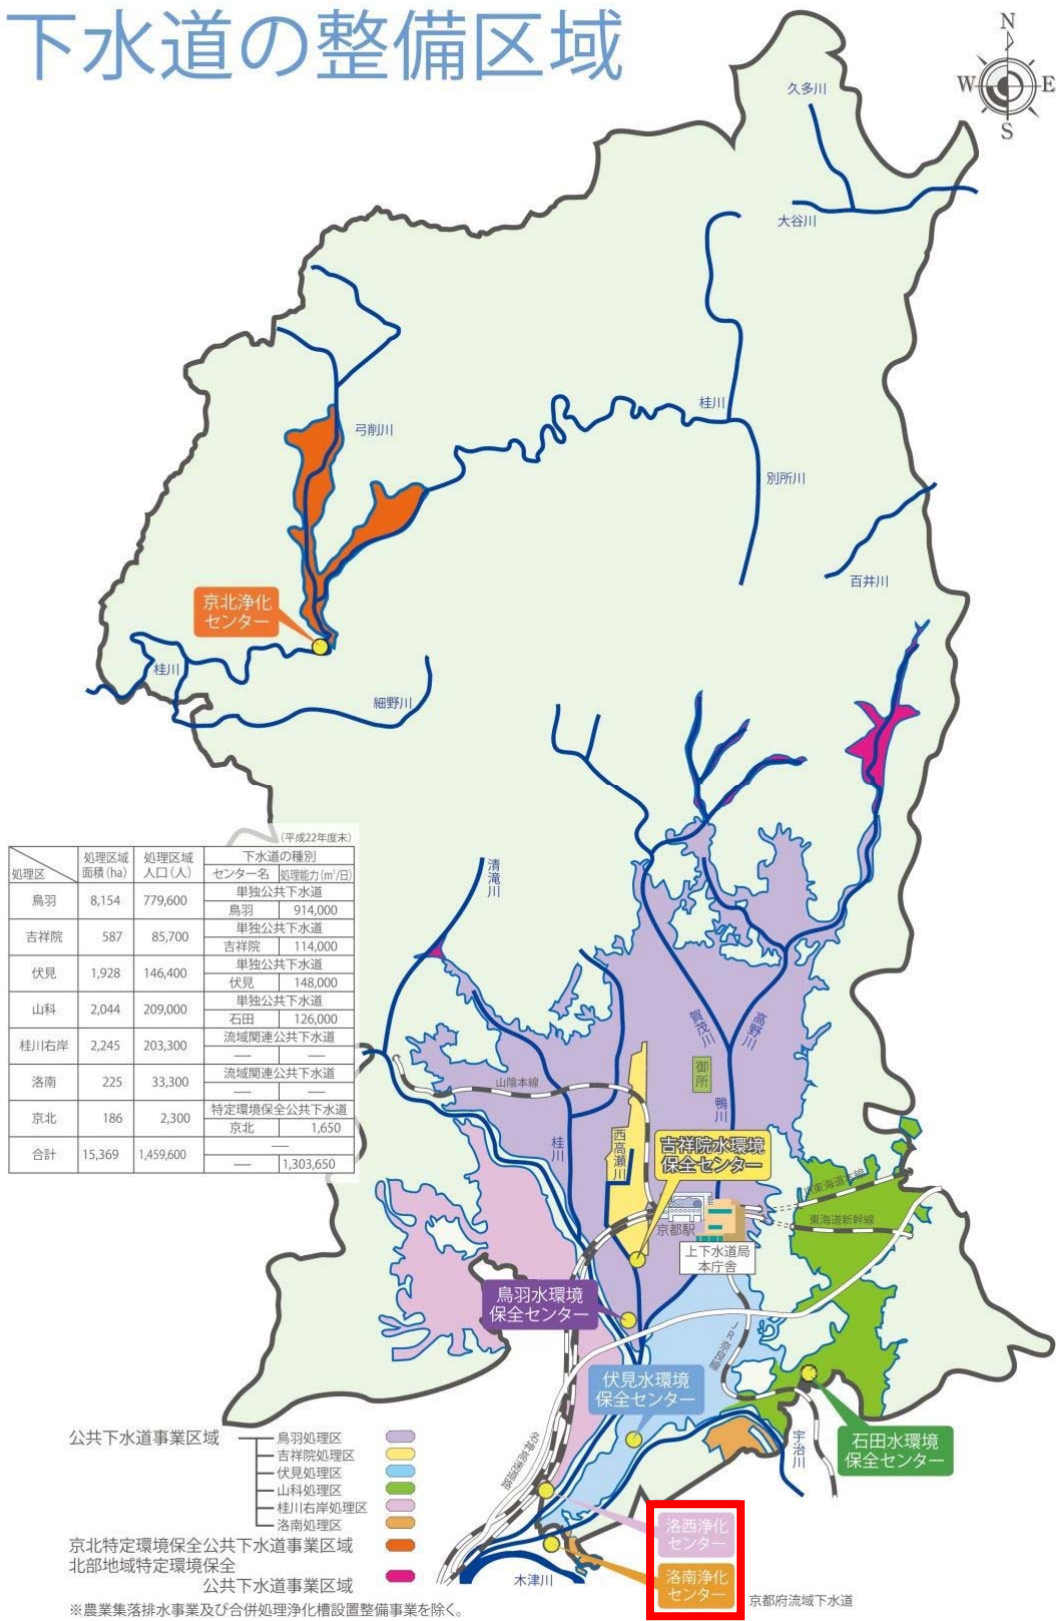 下水道の整備区域
N
W
E
S
久多川
大谷川
桂川
弓削川
別所川
百井川
京北浄化
センター
桂川
細野川
清滝川
(平成22年度末)
処理区 処理区域面積(ha) 処理区域人口(人) 下水道の種別
センター名 処理能力(㎥/日)
鳥羽 8,154 779,600 単独公共下水道
鳥羽 914,000
吉祥院 587 85,700 単独公共下水道
吉祥院 114,000
伏見 1,928 146,400 単独公共下水道
伏見 148,000
山科 2,044 209,000 単独公共下水道
石田 126,000
桂川右岸 2,245 203,300 流域関連公共下水道
— —
洛南 225 33,300 流域関連公共下水道
— —
京北 186 2,300 特定環境保全公共下水道
京北 1,650
合計 15,369 1,459,600 —
— 1,303,650
賀茂川
高野川
御所
鴨川
山陰本線
桂川
西高瀬川
吉祥院水環境
保全センター
JR東海道本線
東海道新幹線
京都駅
上下水道局
本庁舎
鳥羽水環境
保全センター
JR奈良線
伏見水環境
保全センター
宇治川
石田水環境
保全センター
名神高速道路
公共下水道事業区域
鳥羽処理区
吉祥院処理区
伏見処理区
山科処理区
桂川右岸処理区
洛南処理区
京北特定環境保全公共下水道事業区域
北部地域特定環境保全
公共下水道事業区域
洛西浄化
センター
洛南浄化
センター
木津川
京都府流域下水道
※農業集落排水事業及び合併処理浄化槽設置整備事業を除く。